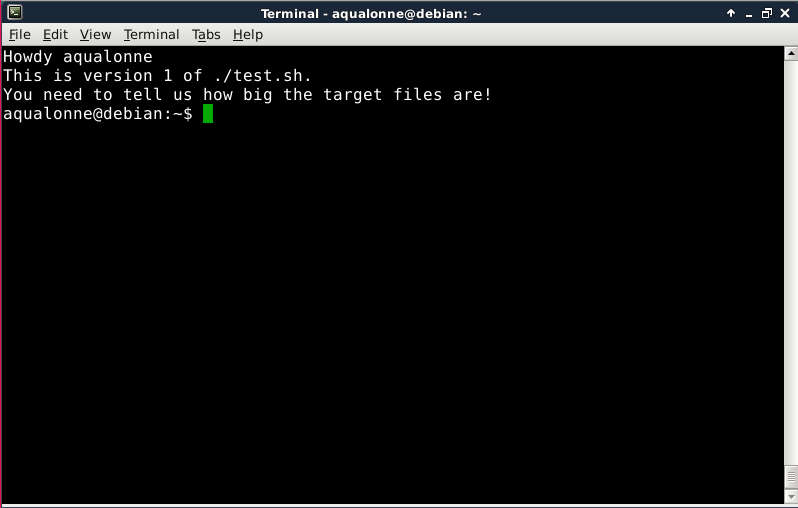 Terminal - aqualonne@debian: ~
File Edit View Terminal Tabs Help
Howdy aqualonne
This is version 1 of ./test.sh.
You need to tell us how big the target files are!
aqualonne@debian:~$